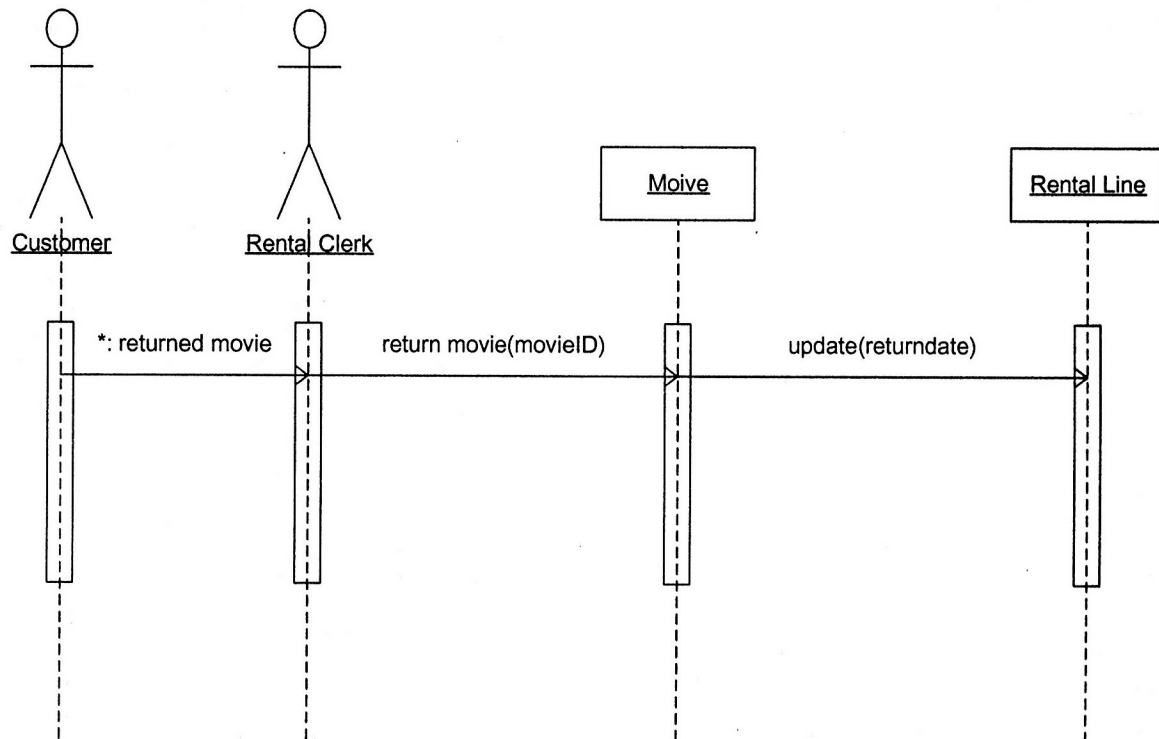 Customer
Rental Clerk
Moive
Rental Line
*: returned movie
return movie(movieID)
update(returndate)